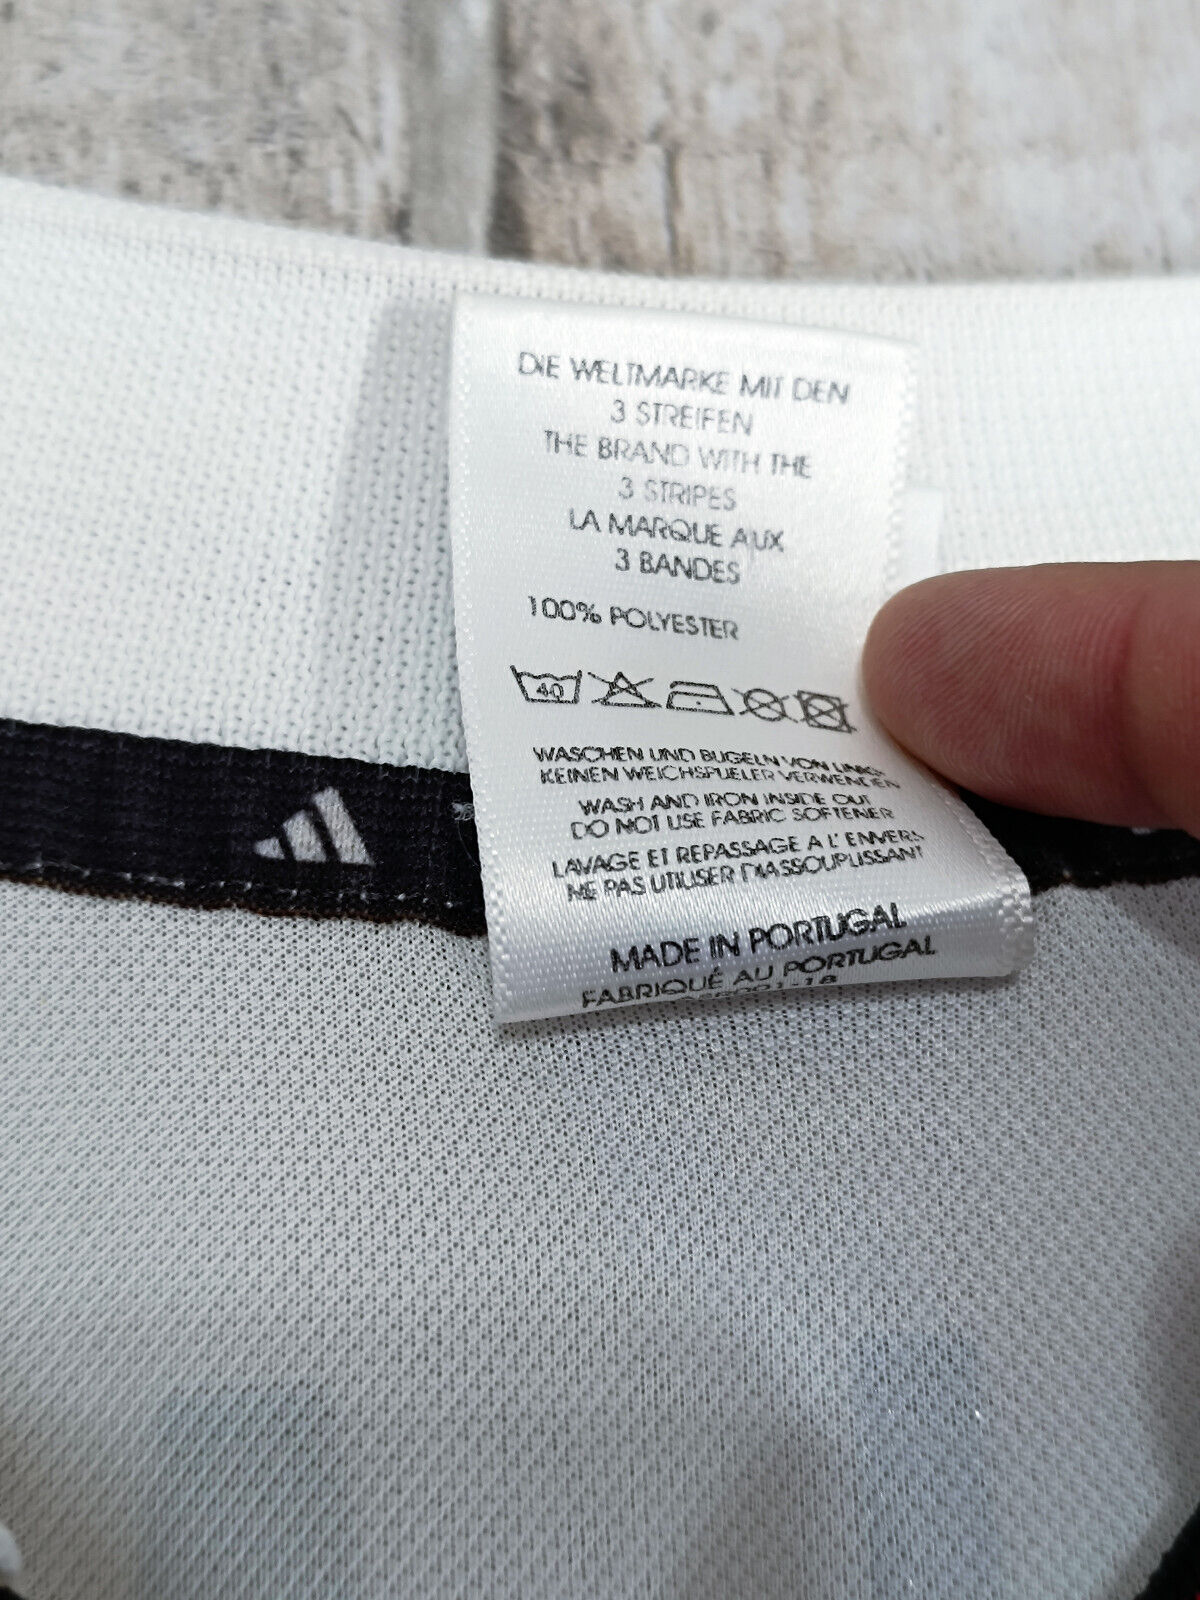 DIE WELTMARKE MIT DEN
3 STREIFEN
THE BRAND WITH THE
3 STRIPES
LA MARQUE AUX
3 BANDES
100% POLYESTER
40
WASCHEN UND BUGELN VON LINKS
KEINEN WEICHSPUELER VERWENDEN
WASH AND IRON INSIDE OUT
DO NOT USE FABRIC SOFTENER
LAVAGE ET REPASSAGE A L'ENVERS
NE PAS UTILISER D'ASSOUPLISSANT
MADE IN PORTUGAL
FABRIQUÉ AU PORTUGAL